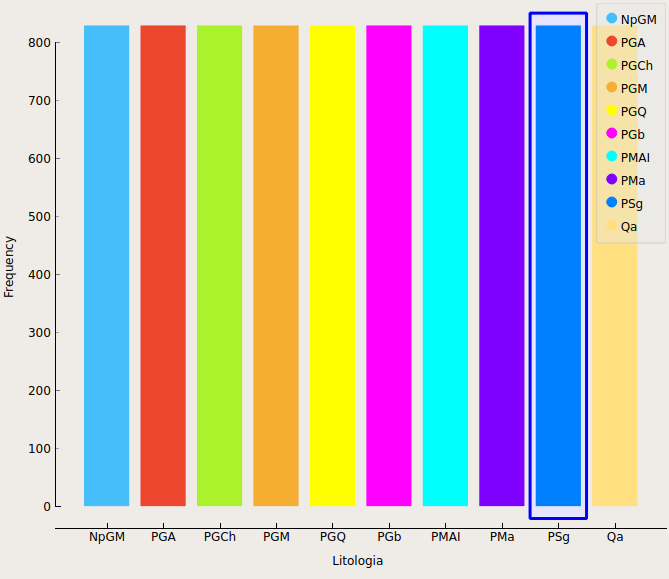 800
700
600
500
400
300
200
100
0
Frequency
NpGM
PGA
PGCh
PGM
PGQ
PGb
PMAI
PMa
PSg
Qa
NpGM PGA PGCh PGM PGQ PGb PMAI PMa PSg Qa
Litologia